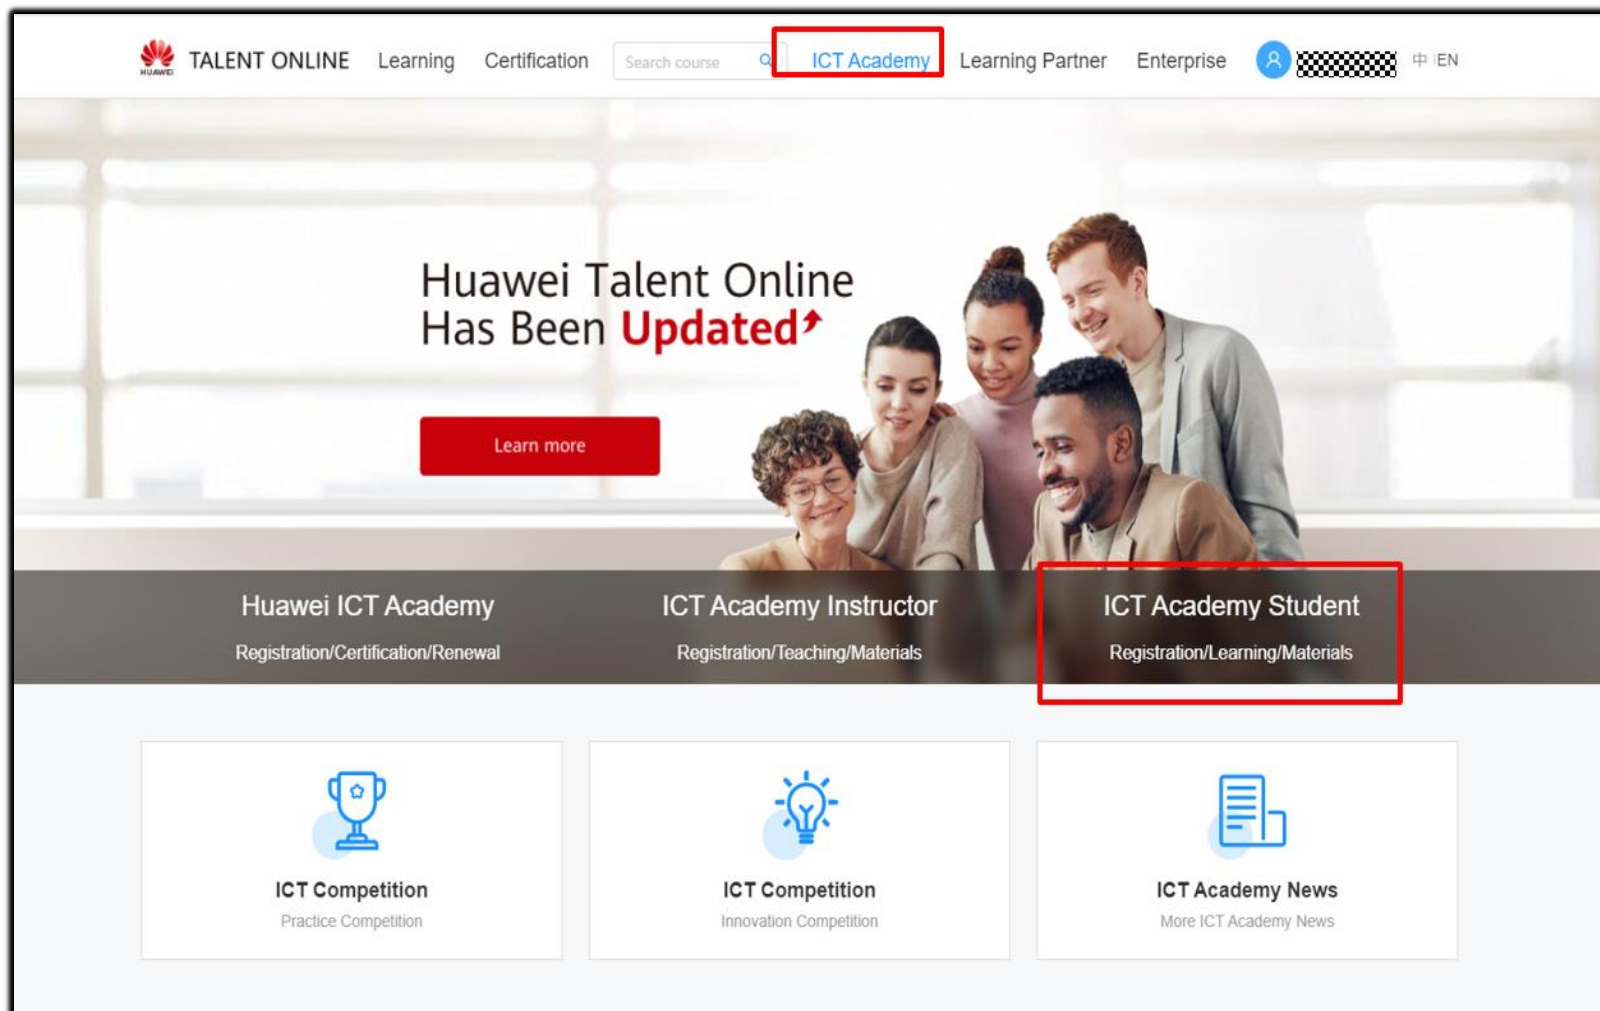 HUAWEI
TALENT ONLINE
Learning
Certification
Search course
ICT Academy
Learning Partner
Enterprise
中 EN
Huawei Talent Online
Has Been Updated
Learn more
Huawei ICT Academy
Registration/Certification/Renewal
ICT Academy Instructor
Registration/Teaching/Materials
ICT Academy Student
Registration/Learning/Materials
ICT Competition
Practice Competition
ICT Competition
Innovation Competition
ICT Academy News
More ICT Academy News